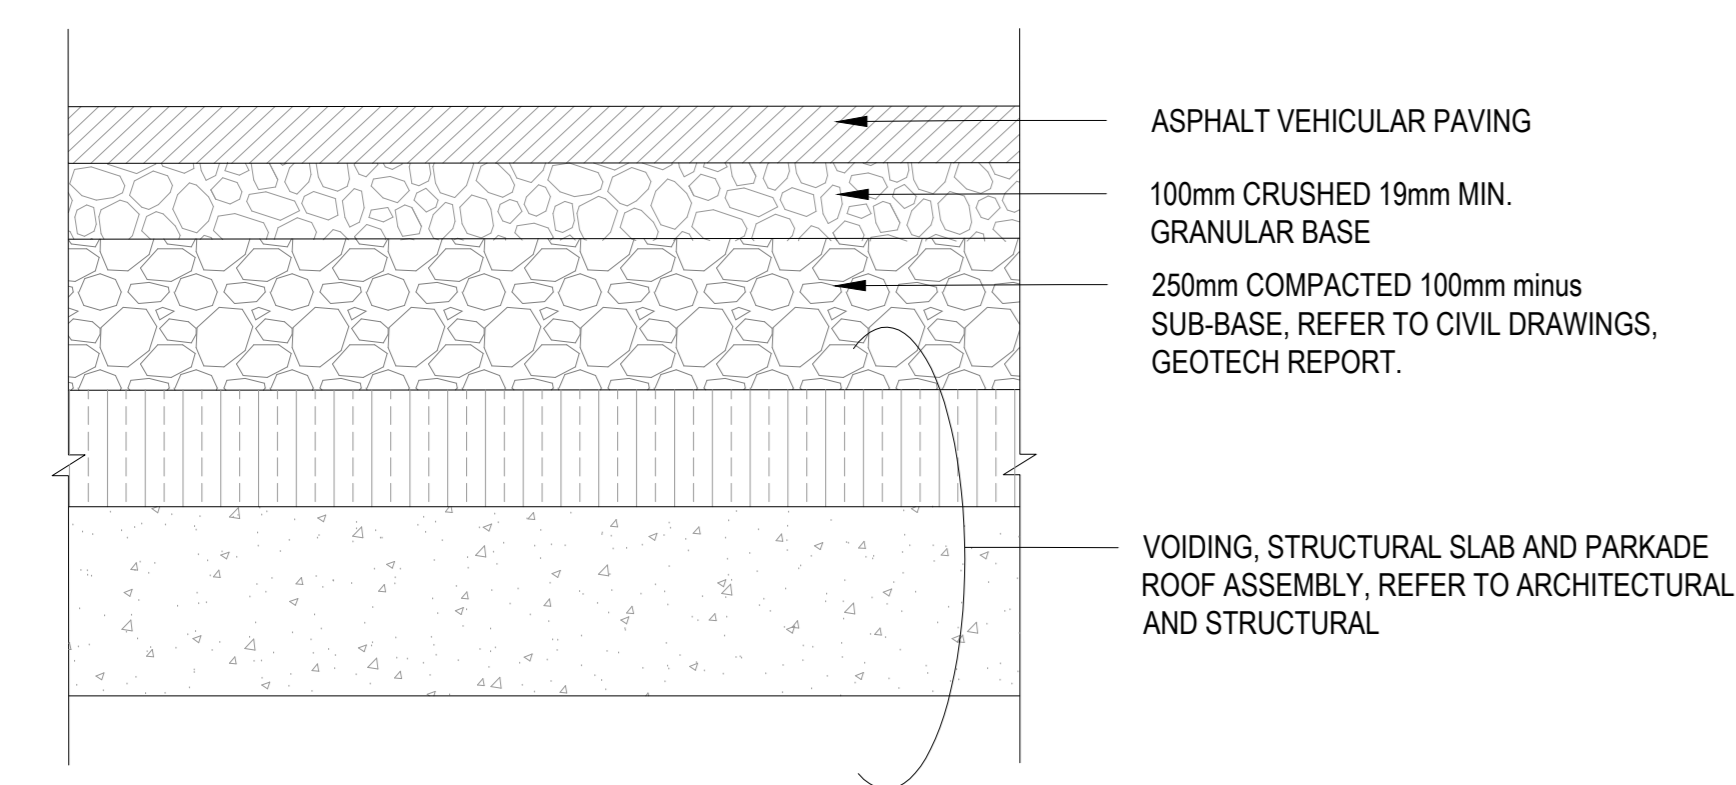 ASPHALT VEHICULAR PAVING
100mm CRUSHED 19mm MIN.
GRANULAR BASE
250mm COMPACTED 100mm minus
SUB-BASE, REFER TO CIVIL DRAWINGS,
GEOTECH REPORT.
VOIDING, STRUCTURAL SLAB AND PARKADE
ROOF ASSEMBLY, REFER TO ARCHITECTURAL
AND STRUCTURAL